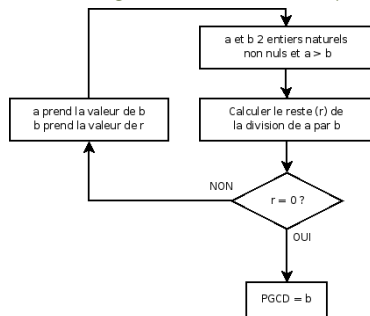 a et b 2 entiers naturels
non nuls et a > b
a prend la valeur de b
b prend la valeur de r
Calculer le reste (r) de
la division de a par b
NON
r = 0 ?
OUI
PGCD = b